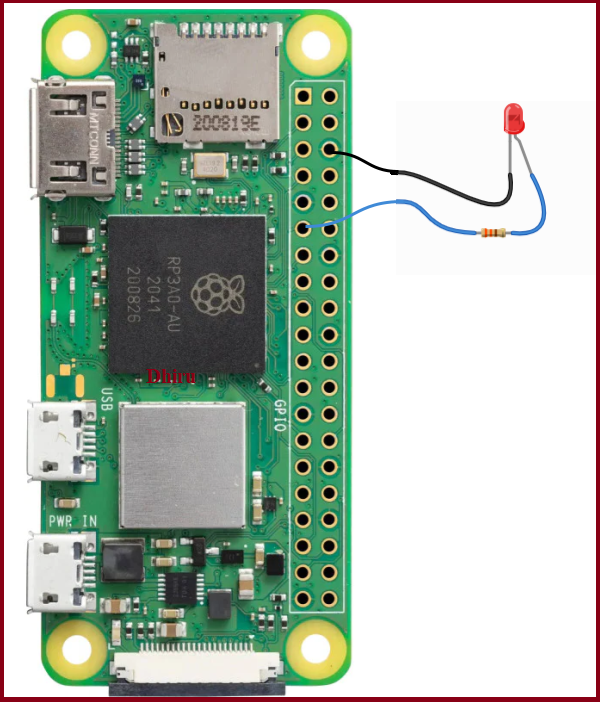 200819E
MTCONN
RP3A0-AU
2041
200826
Dhiru
USB
GPIO
PWR IN